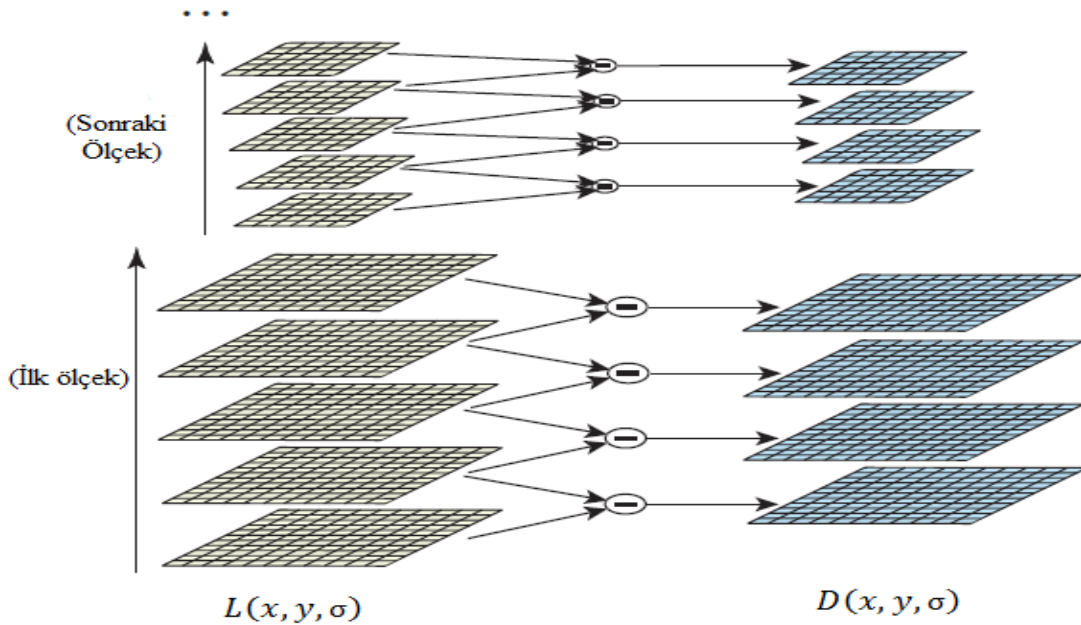 ...
(Sonraki
Ölçek)
(İlk ölçek)
L(x, y, σ)
D(x, y, σ)